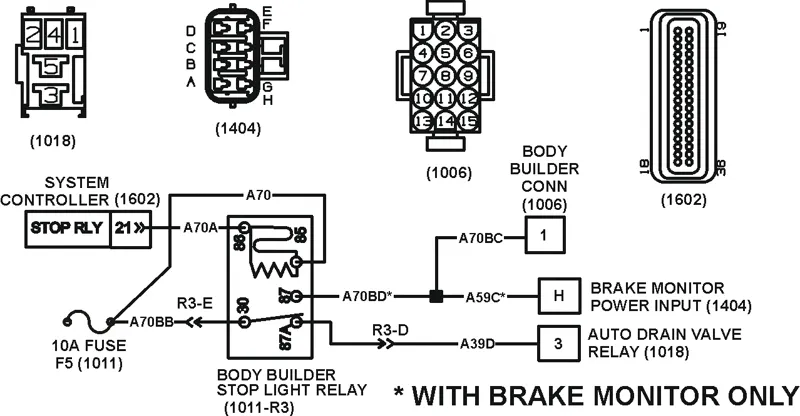 2 4 1
5
3
(1018)
E
F
D
C
B
A
G
H
(1404)
1 2 3
4 5 6
7 8 9
10 11 12
13 14 15
(1006)
1 19
18 36
(1602)
SYSTEM
CONTROLLER (1602)
STOP RLY 21
A70
A70A
86
85
87
30
87A
BODY
BUILDER
CONN
(1006)
A70BC
1
A70BD*
A59C*
H
BRAKE MONITOR
POWER INPUT (1404)
10A FUSE
F5 (1011)
A70BB
R3-E
R3-D
A39D
3
AUTO DRAIN VALVE
RELAY (1018)
BODY BUILDER
STOP LIGHT RELAY
(1011-R3)
* WITH BRAKE MONITOR ONLY